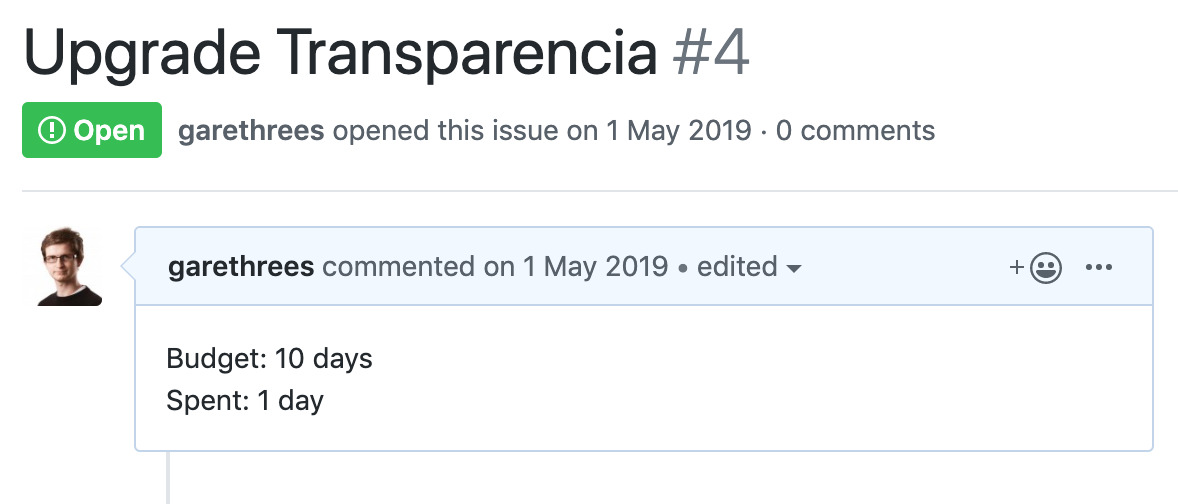 Upgrade Transparencia #4
Open garethrees opened this issue on 1 May 2019 · 0 comments
garethrees commented on 1 May 2019 • edited
Budget: 10 days
Spent: 1 day